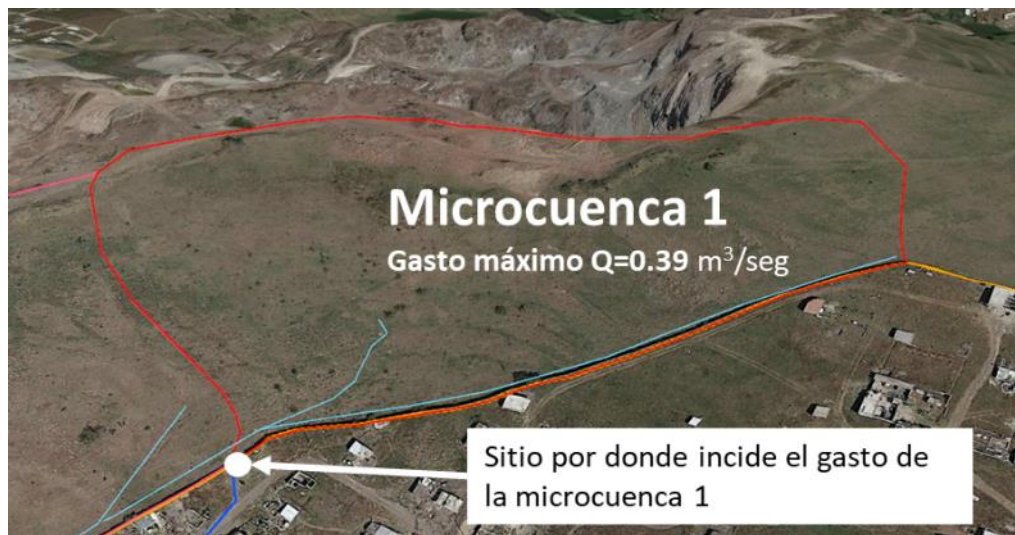 Microcuenca 1
Gasto máximo Q=0.39 m³/seg
Sitio por donde incide el gasto de
la microcuenca 1